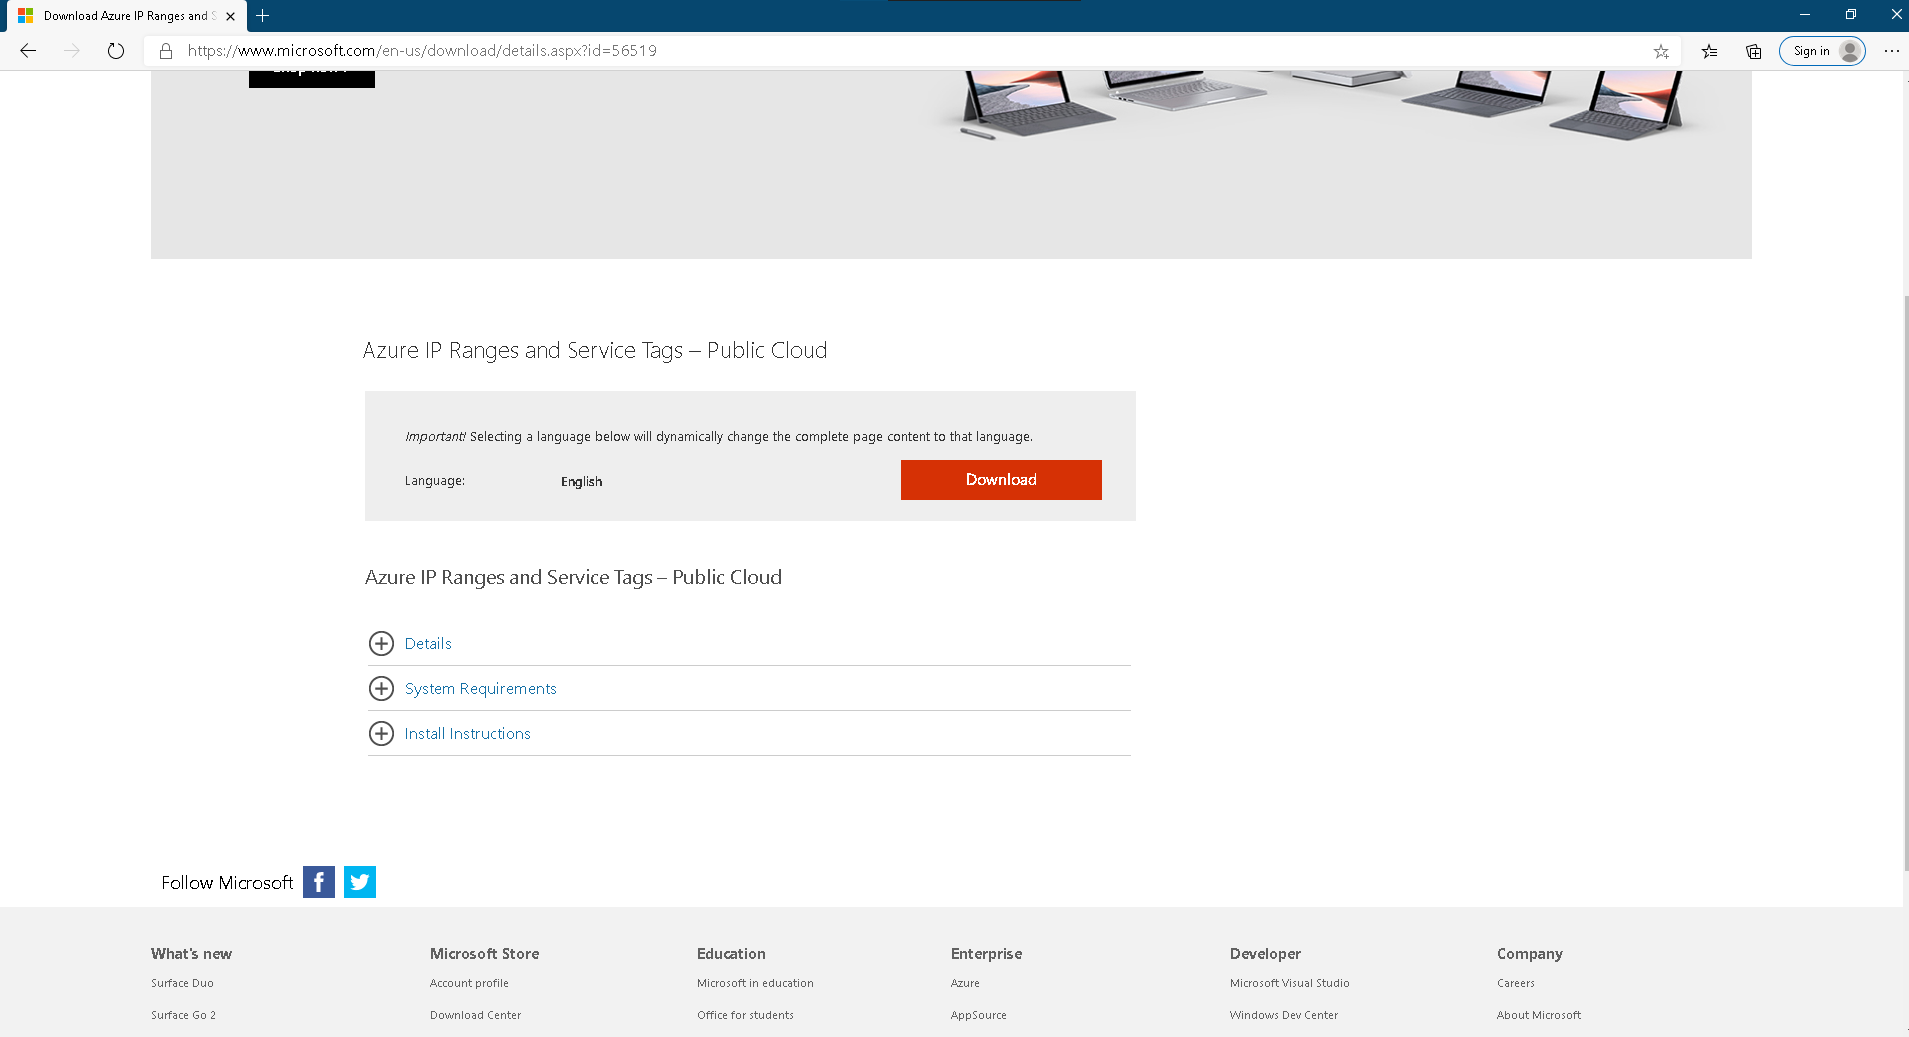 Download Azure IP Ranges and S
https://www.microsoft.com/en-us/download/details.aspx?id=56519
Sign in
Azure IP Ranges and Service Tags – Public Cloud
Important! Selecting a language below will dynamically change the complete page content to that language.
Language: English Download
Azure IP Ranges and Service Tags – Public Cloud
Details
System Requirements
Install Instructions
Follow Microsoft
What's new Microsoft Store Education Enterprise Developer Company
Surface Duo Account profile Microsoft in education Azure Microsoft Visual Studio Careers
Surface Go 2 Download Center Office for students AppSource Windows Dev Center About Microsoft